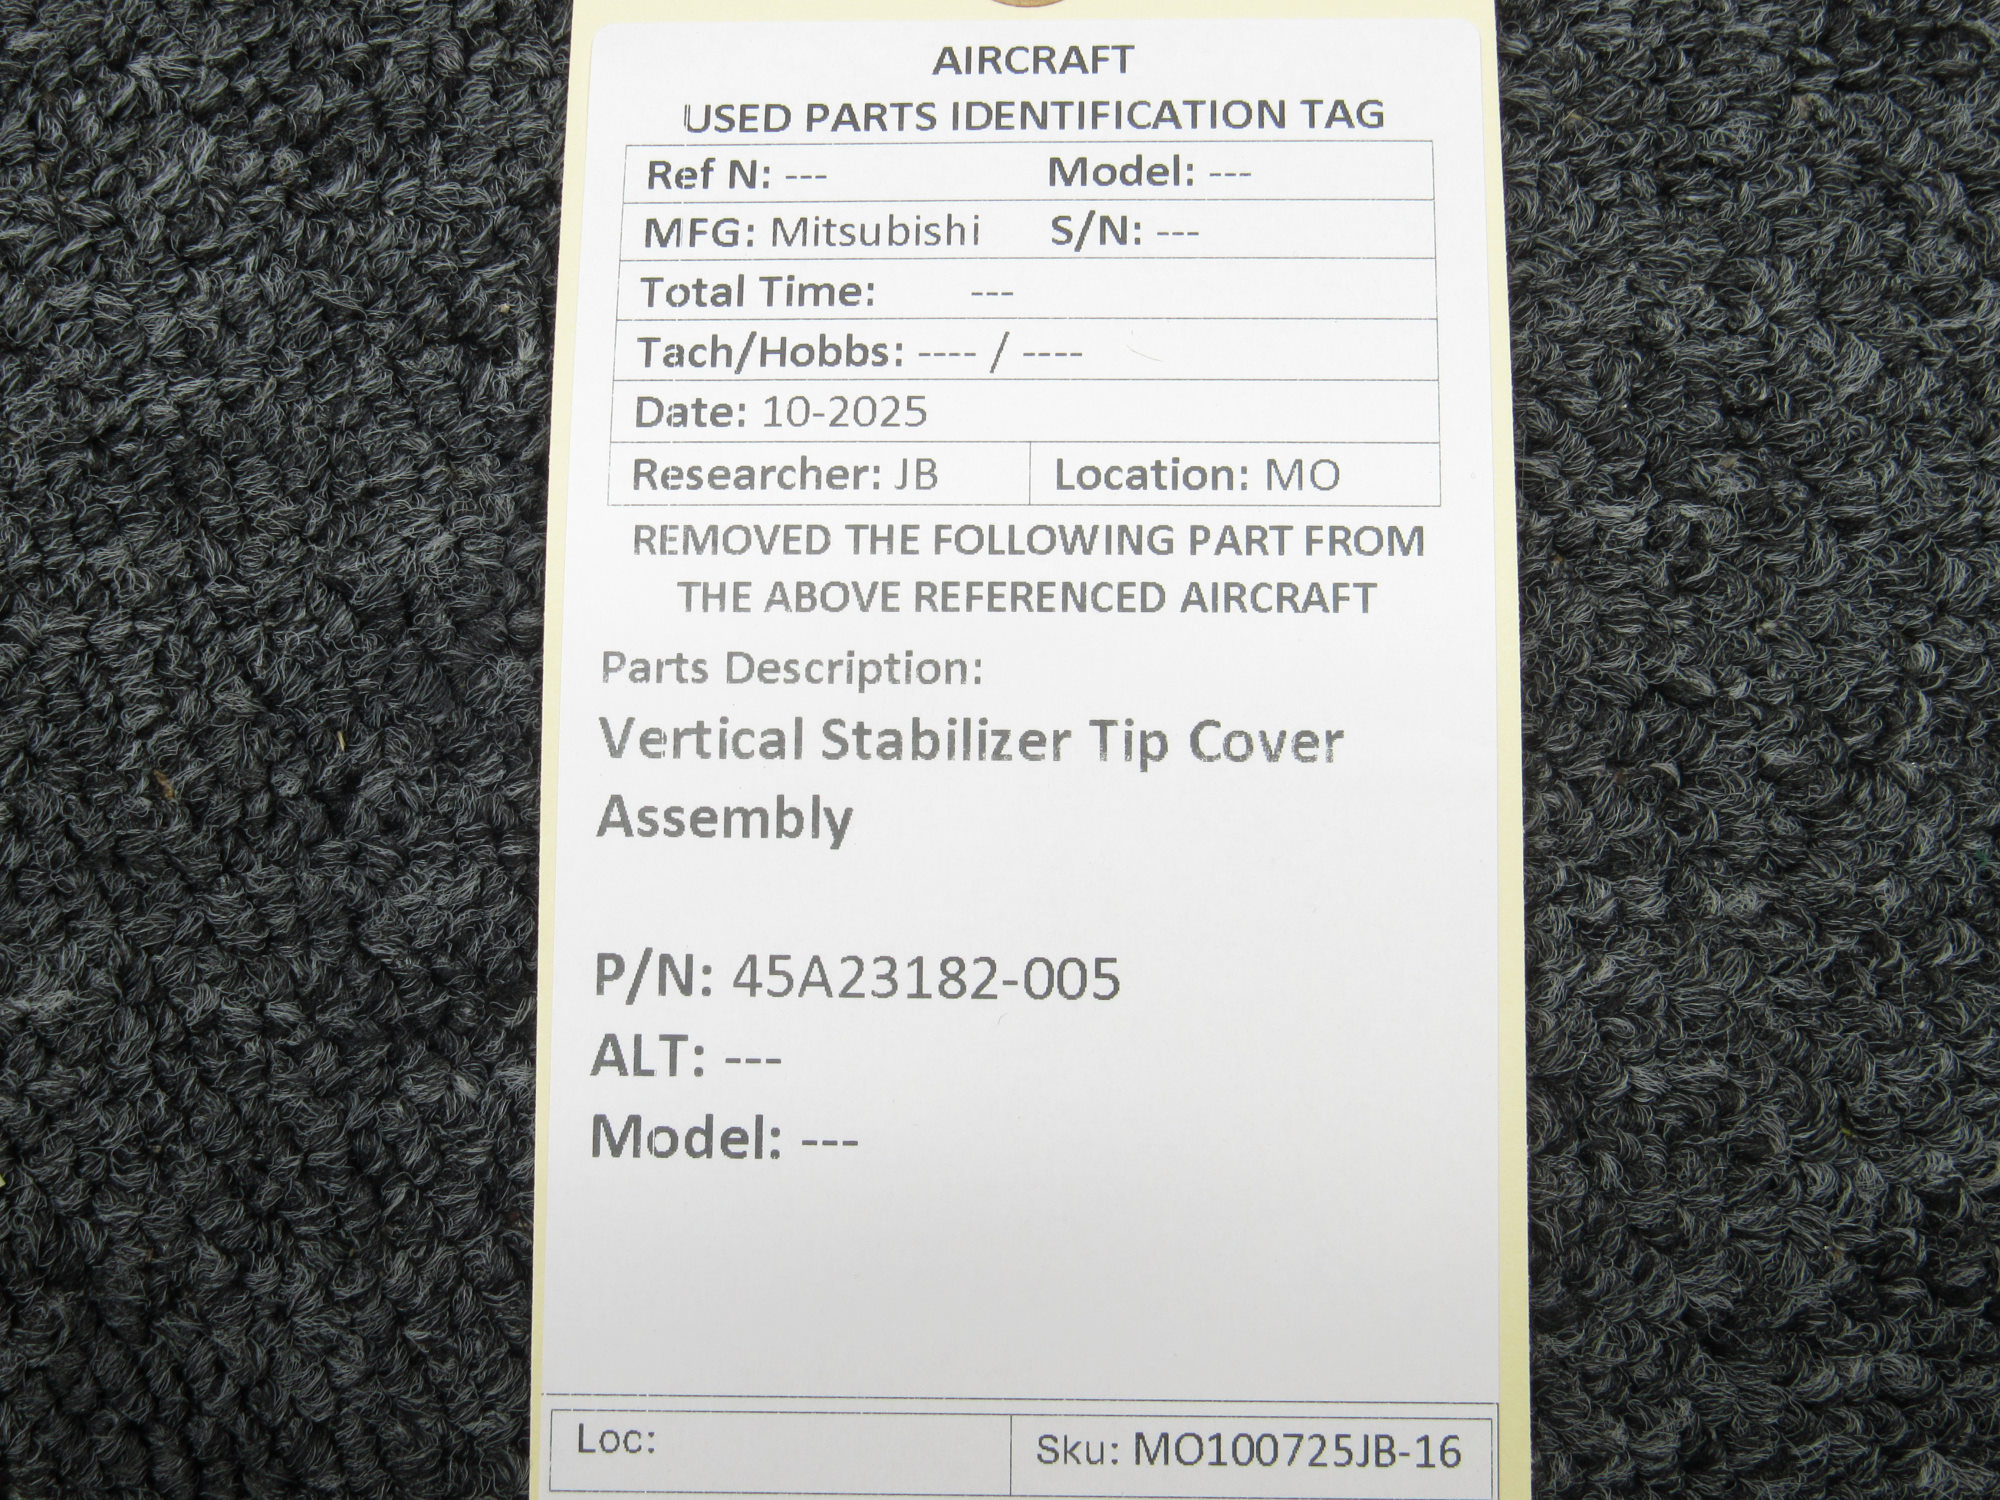 AIRCRAFT
USED PARTS IDENTIFICATION TAG
Ref N: --- Model: ---
MFG: Mitsubishi S/N: ---
Total Time: ---
Tach/Hobbs: ---- / ----
Date: 10-2025
Researcher: JB Location: MO
REMOVED THE FOLLOWING PART FROM
THE ABOVE REFERENCED AIRCRAFT
Parts Description:
Vertical Stabilizer Tip Cover
Assembly
P/N: 45A23182-005
ALT: ---
Model: ---
Loc: Sku: MO100725JB-16